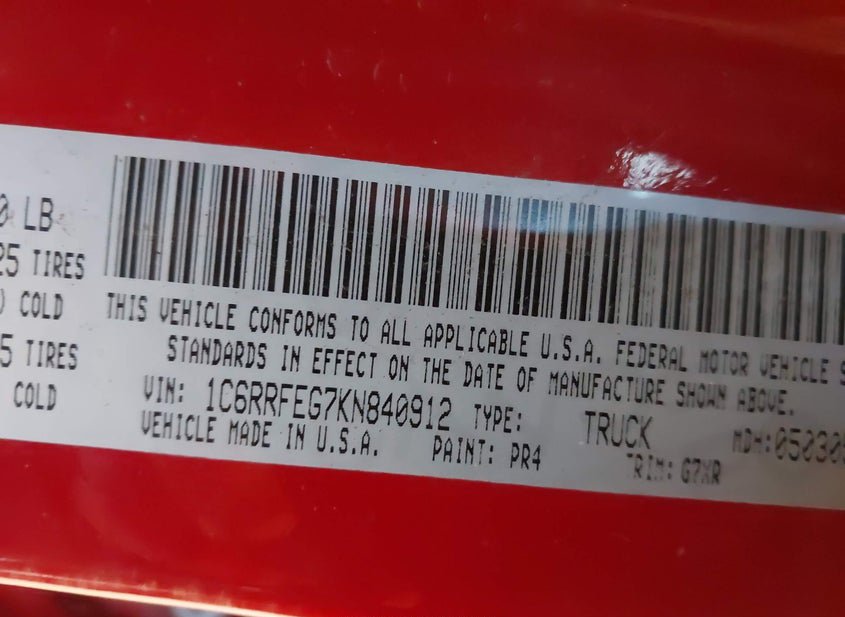 0 LB
25 TIRES
) COLD
5 TIRES
COLD
THIS VEHICLE CONFORMS TO ALL APPLICABLE U.S.A. FEDERAL MOTOR VEHICLE S
STANDARDS IN EFFECT ON THE DATE OF MANUFACTURE SHOWN ABOVE.
VIN: 1C6RRFEG7KN840912 TYPE: TRUCK MDH:05030
VEHICLE MADE IN U.S.A. PAINT: PR4 TRIM: G7XR